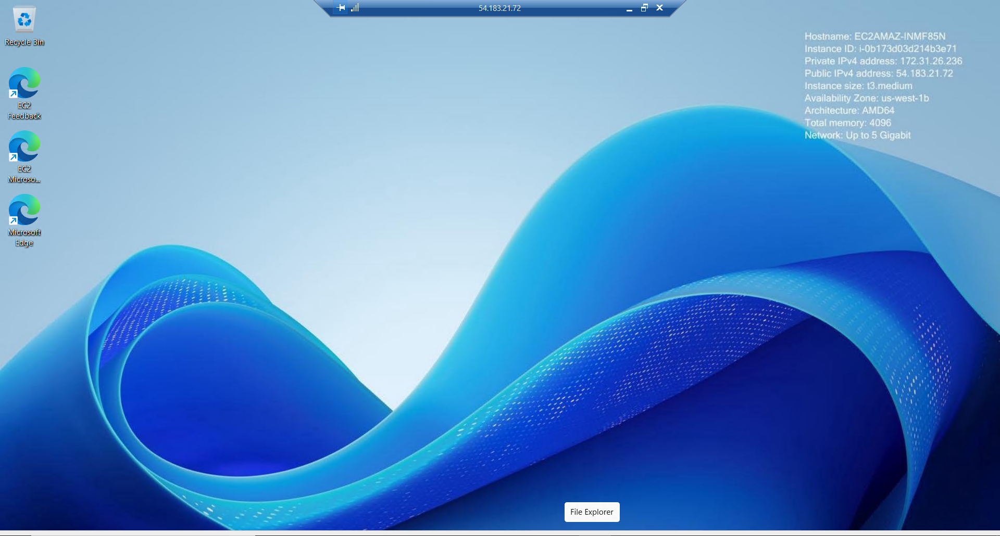 54.183.21.72
Recycle Bin
EC2
Feedback
EC2
Microso...
Microsoft
Edge
Hostname: EC2AMAZ-INMF85N
Instance ID: i-0b173d03d214b3e71
Private IPv4 address: 172.31.26.236
Public IPv4 address: 54.183.21.72
Instance size: t3.medium
Availability Zone: us-west-1b
Architecture: AMD64
Total memory: 4096
Network: Up to 5 Gigabit
File Explorer